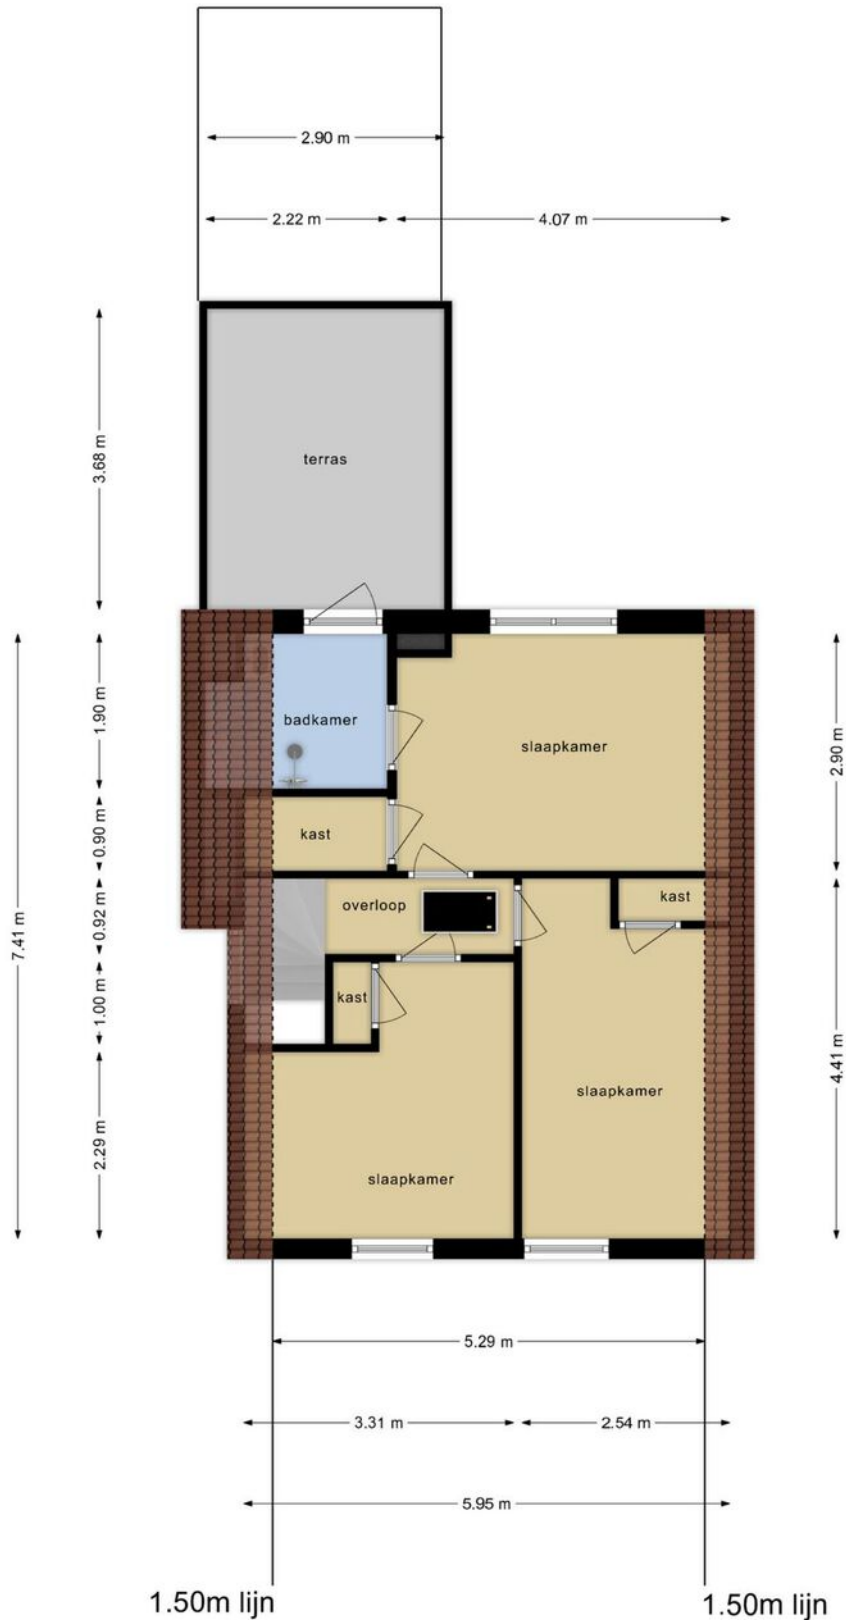 2.90 m
2.22 m
4.07 m
3.68 m
terras
1.90 m
badkamer
slaapkamer
2.90 m
7.41 m
0.90 m
kast
0.92 m
overloop
kast
1.00 m
kast
4.41 m
slaapkamer
2.29 m
slaapkamer
5.29 m
3.31 m
2.54 m
5.95 m
1.50m lijn
1.50m lijn